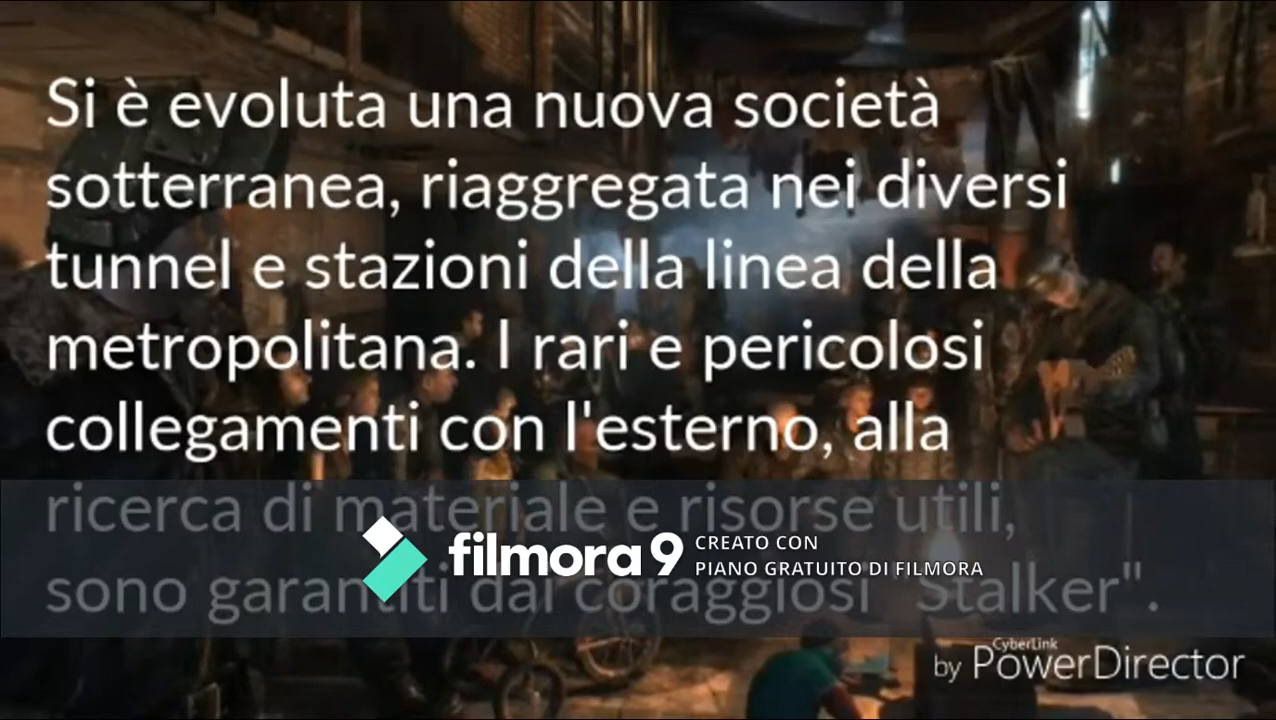 Si è evoluta una nuova società
sotterranea, riaggregata nei diversi
tunnel e stazioni della linea della
metropolitana. I rari e pericolosi
collegamenti con l'esterno, alla
ricerca di materiale e risorse utili,
sono garantiti dai coraggiosi "Stalker".
filmora9
CREATO CON
PIANO GRATUITO DI FILMORA
CyberLink
by PowerDirector